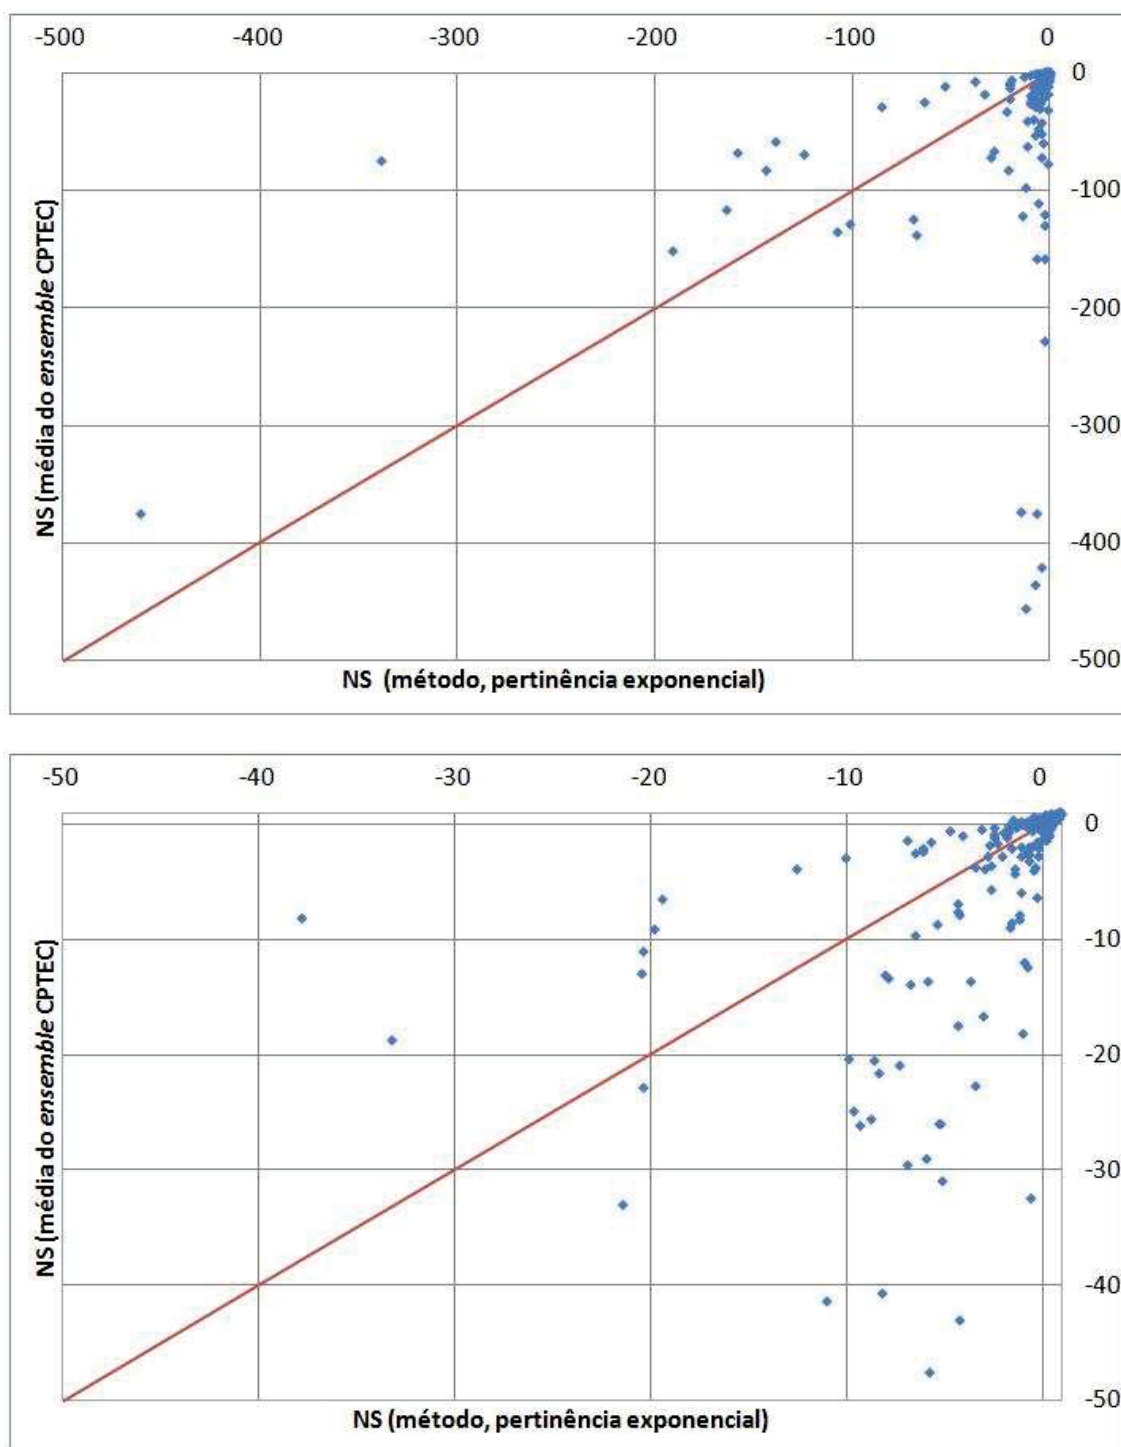 -500 -400 -300 -200 -100 0
0
-100
-200
-300
-400
-500
NS (média do ensemble CPTEC)
NS (método, pertinência exponencial)
-50 -40 -30 -20 -10 0
0
-10
-20
-30
-40
-50
NS (média do ensemble CPTEC)
NS (método, pertinência exponencial)